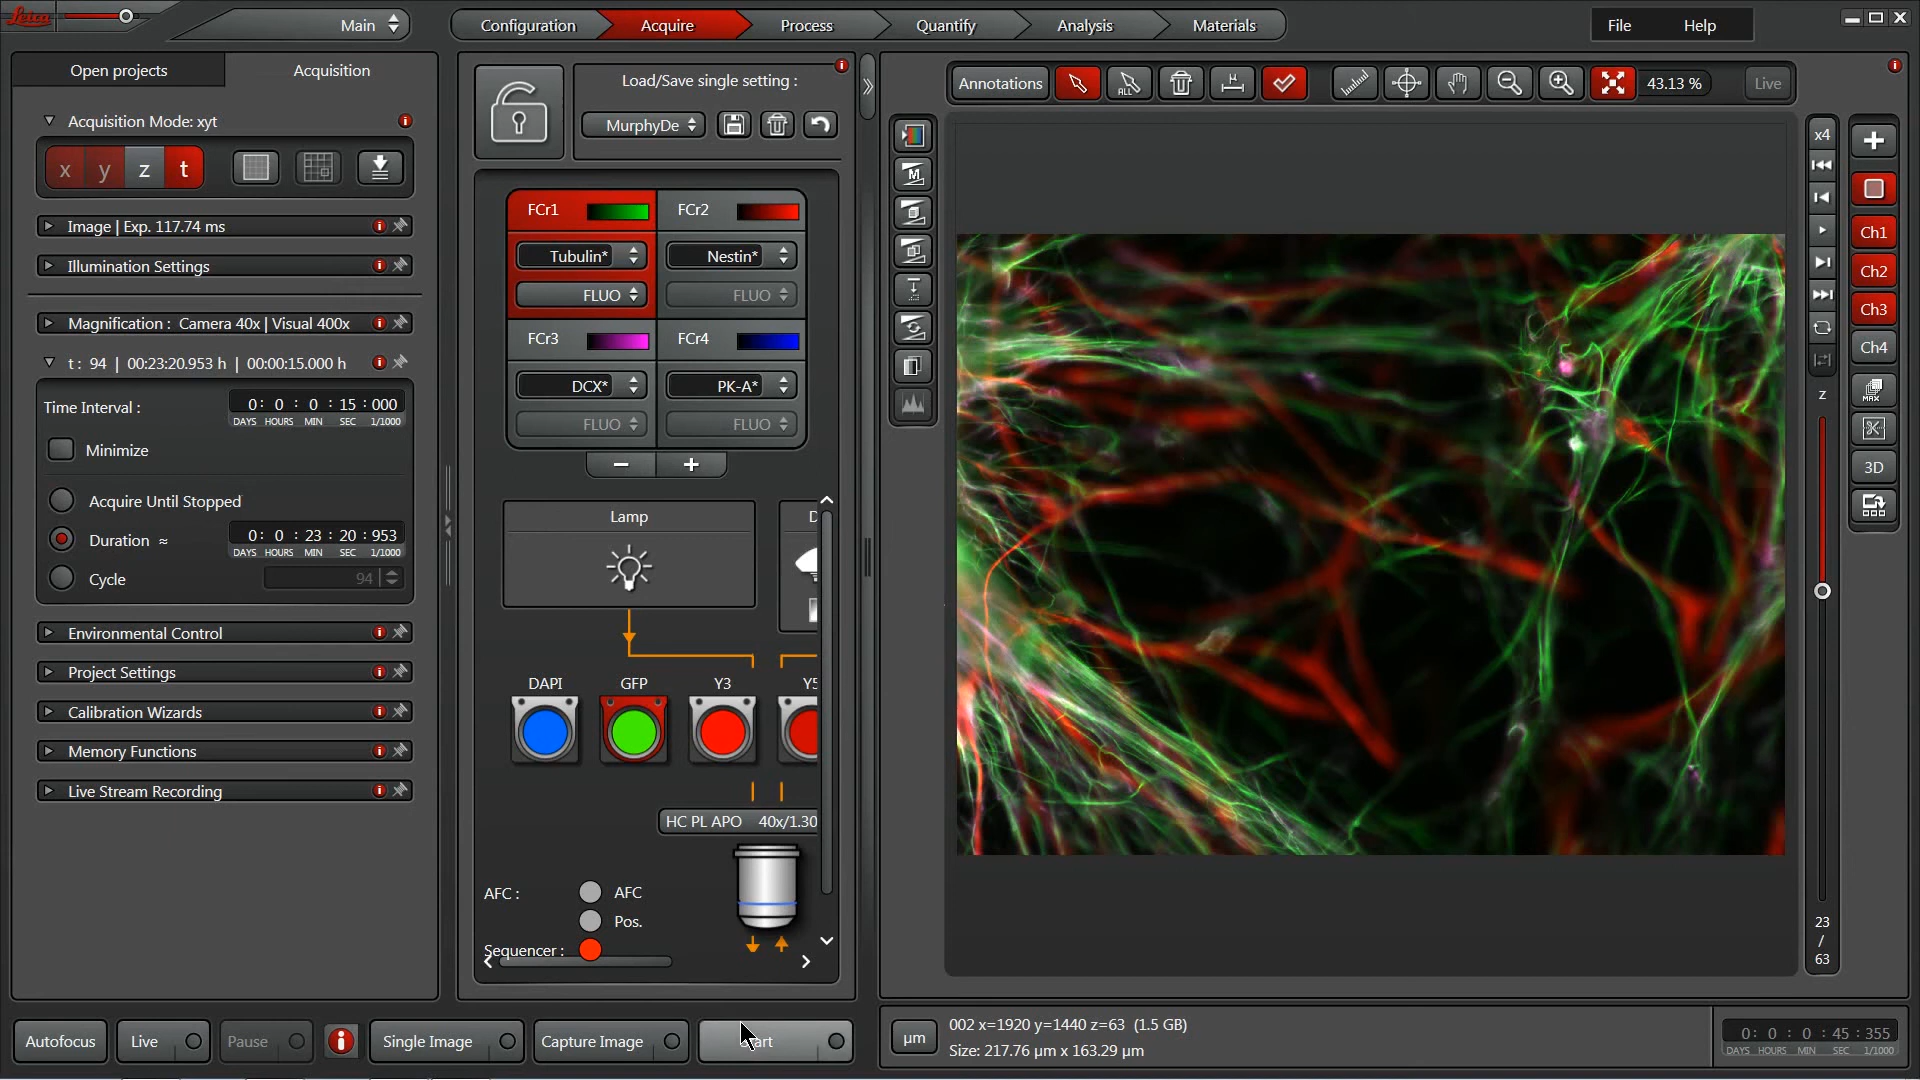 Leica
Main
Configuration
Acquire
Process
Quantify
Analysis
Materials
File
Help
Open projects
Acquisition
Acquisition Mode: xyt
x y z t
Image | Exp. 117.74 ms
Illumination Settings
Magnification : Camera 40x | Visual 400x
t : 94 | 00:23:20.953 h | 00:00:15.000 h
Time Interval :
0: 0 : 0 : 15 : 000
DAYS HOURS MIN SEC 1/1000
Minimize
Acquire Until Stopped
Duration ≈
0: 0 : 23 : 20 : 953
DAYS HOURS MIN SEC 1/1000
Cycle
94
Environmental Control
Project Settings
Calibration Wizards
Memory Functions
Live Stream Recording
Load/Save single setting :
MurphyDe
FCr1
FCr2
Tubulin*
Nestin*
FLUO
FLUO
FCr3
FCr4
DCX*
PK-A*
FLUO
FLUO
− +
Lamp
DAPI
GFP
Y3
HC PL APO 40x/1.30
AFC :
AFC
Pos.
Sequencer :
Annotations
ALL
43.13 %
Live
M
x4
z
23
/
63
Ch1
Ch2
Ch3
Ch4
MAX
3D
Autofocus
Live
Pause
Single Image
Capture Image
µm
002 x=1920 y=1440 z=63 (1.5 GB)
Size: 217.76 µm x 163.29 µm
0: 0 : 0 : 45 : 355
DAYS HOURS MIN SEC 1/1000